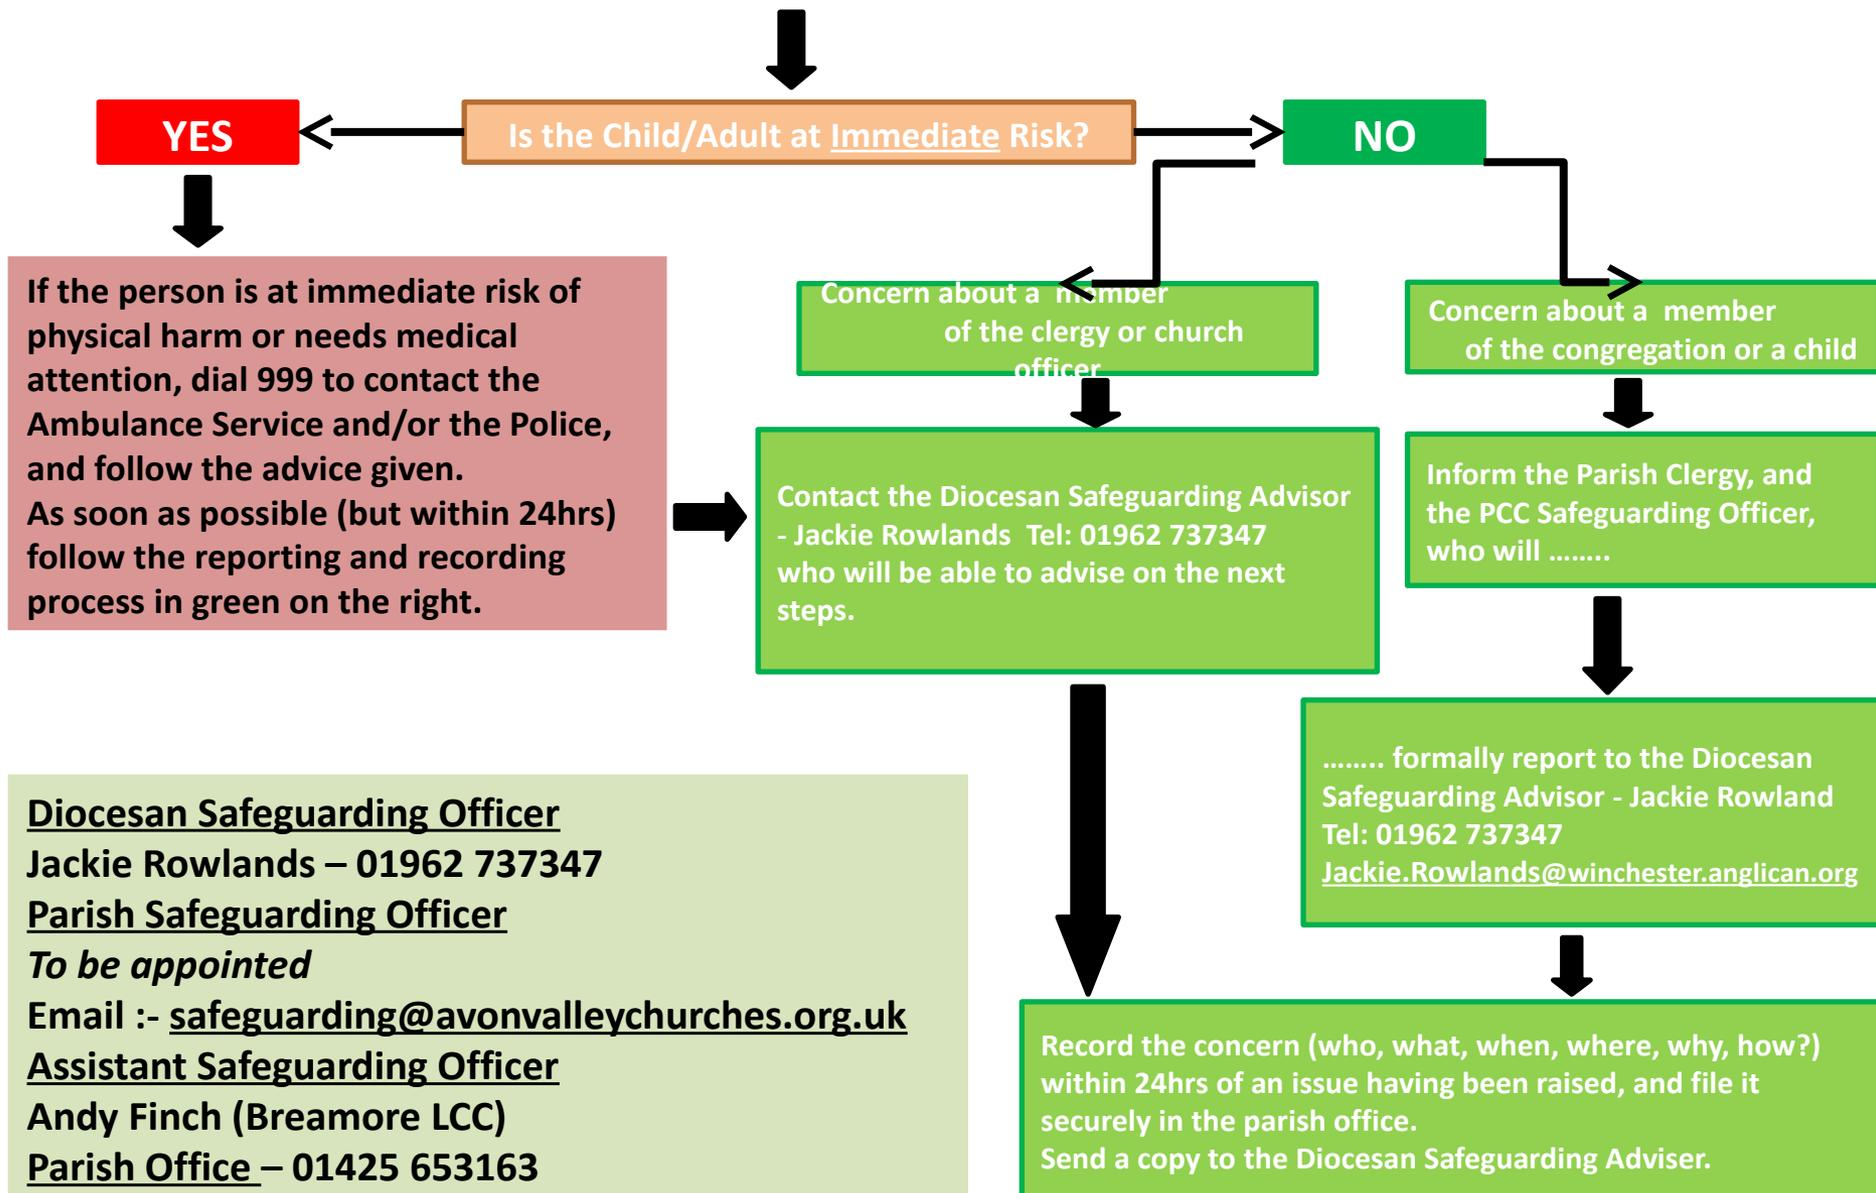 YES
Is the Child/Adult at Immediate Risk?
NO
If the person is at immediate risk of
physical harm or needs medical
attention, dial 999 to contact the
Ambulance Service and/or the Police,
and follow the advice given.
As soon as possible (but within 24hrs)
follow the reporting and recording
process in green on the right.
Concern about a member
of the clergy or church
officer
Contact the Diocesan Safeguarding Advisor
- Jackie Rowlands Tel: 01962 737347
who will be able to advise on the next
steps.
Concern about a member
of the congregation or a child
Inform the Parish Clergy, and
the PCC Safeguarding Officer,
who will ........
........ formally report to the Diocesan
Safeguarding Advisor - Jackie Rowland
Tel: 01962 737347
Jackie.Rowlands@winchester.anglican.org
Record the concern (who, what, when, where, why, how?)
within 24hrs of an issue having been raised, and file it
securely in the parish office.
Send a copy to the Diocesan Safeguarding Adviser.
Diocesan Safeguarding Officer
Jackie Rowlands – 01962 737347
Parish Safeguarding Officer
To be appointed
Email :- safeguarding@avonvalleychurches.org.uk
Assistant Safeguarding Officer
Andy Finch (Breamore LCC)
Parish Office – 01425 653163